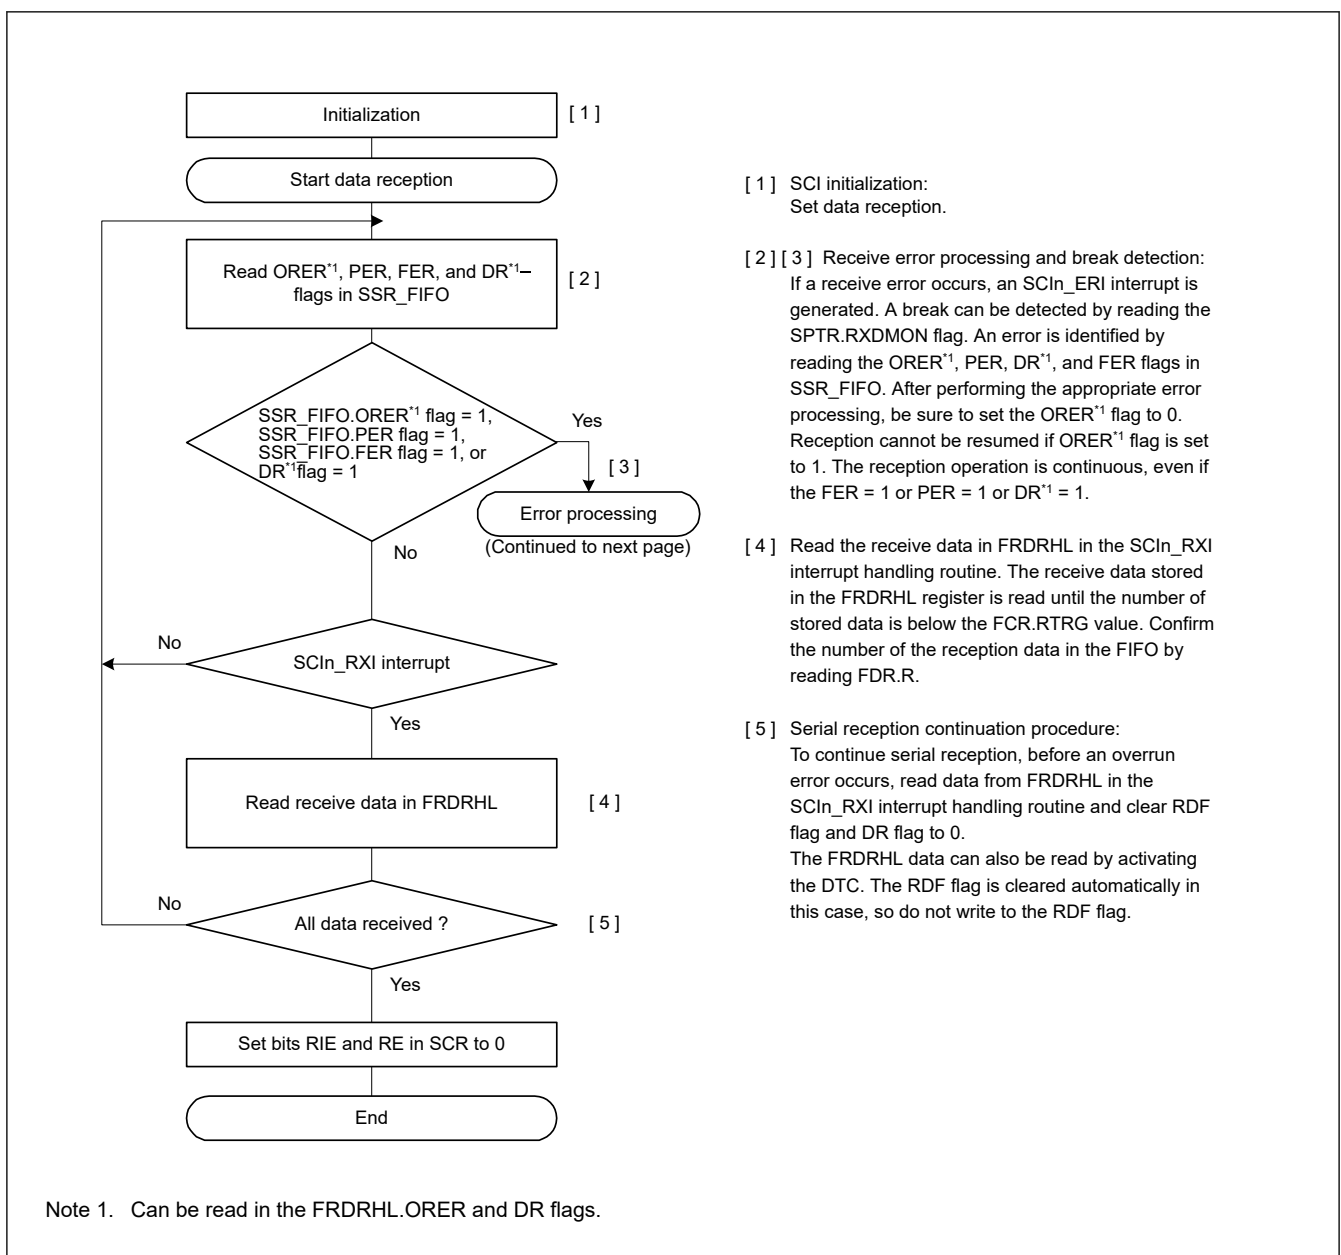 Initialization
[ 1 ]
Start data reception
Read ORER*1, PER, FER, and DR*1–
flags in SSR_FIFO
[ 2 ]
SSR_FIFO.ORER*1 flag = 1,
SSR_FIFO.PER flag = 1,
SSR_FIFO.FER flag = 1, or
DR*1flag = 1
Yes
[ 3 ]
Error processing
(Continued to next page)
No
SCIn_RXI interrupt
No
Yes
Read receive data in FRDRHL
[ 4 ]
No
All data received ?
[ 5 ]
Yes
Set bits RIE and RE in SCR to 0
End
[ 1 ] SCI initialization:
Set data reception.
[ 2 ] [ 3 ] Receive error processing and break detection:
If a receive error occurs, an SCIn_ERI interrupt is
generated. A break can be detected by reading the
SPTR.RXDMON flag. An error is identified by
reading the ORER*1, PER, DR*1, and FER flags in
SSR_FIFO. After performing the appropriate error
processing, be sure to set the ORER*1 flag to 0.
Reception cannot be resumed if ORER*1 flag is set
to 1. The reception operation is continuous, even if
the FER = 1 or PER = 1 or DR*1 = 1.
[ 4 ] Read the receive data in FRDRHL in the SCIn_RXI
interrupt handling routine. The receive data stored
in the FRDRHL register is read until the number of
stored data is below the FCR.RTRG value. Confirm
the number of the reception data in the FIFO by
reading FDR.R.
[ 5 ] Serial reception continuation procedure:
To continue serial reception, before an overrun
error occurs, read data from FRDRHL in the
SCIn_RXI interrupt handling routine and clear RDF
flag and DR flag to 0.
The FRDRHL data can also be read by activating
the DTC. The RDF flag is cleared automatically in
this case, so do not write to the RDF flag.
Note 1. Can be read in the FRDRHL.ORER and DR flags.